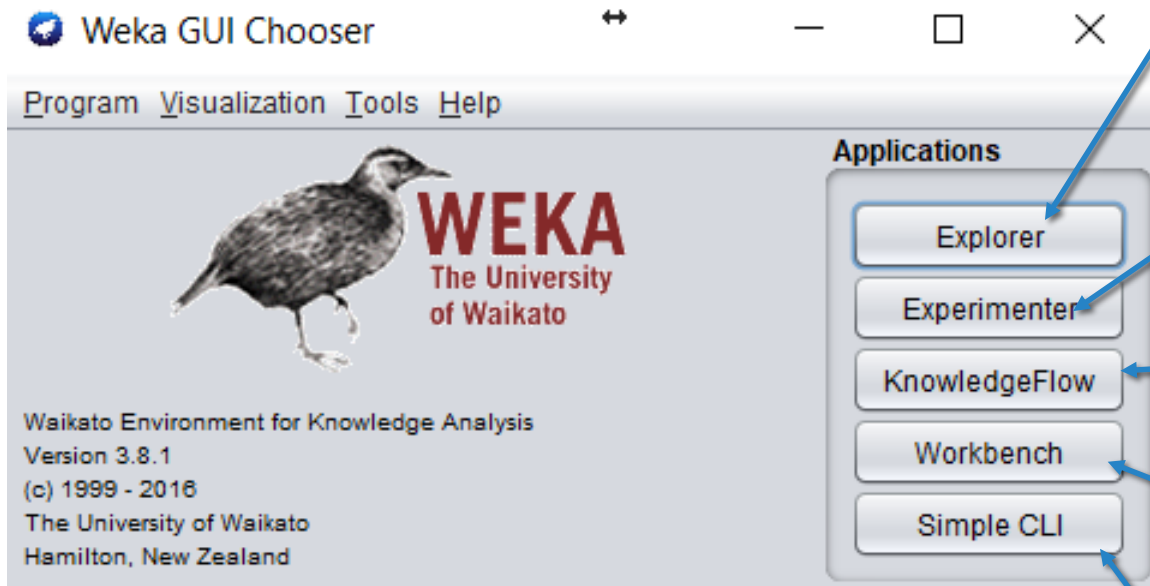 Weka GUI Chooser
Program Visualization Tools Help
WEKA
The University
of Waikato
Waikato Environment for Knowledge Analysis
Version 3.8.1
(c) 1999 - 2016
The University of Waikato
Hamilton, New Zealand
Applications
Explorer
Experimenter
KnowledgeFlow
Workbench
Simple CLI